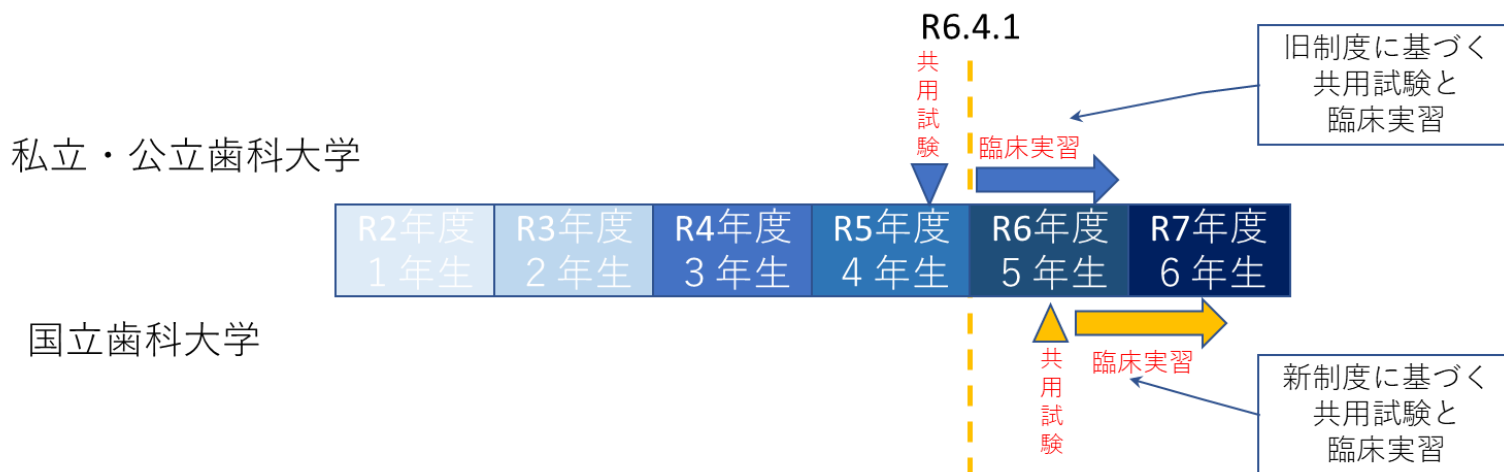 R6.4.1
共用試験
旧制度に基づく
共用試験と
臨床実習
私立・公立歯科大学
臨床実習
R2年度
1年生
R3年度
2年生
R4年度
3年生
R5年度
4年生
R6年度
5年生
R7年度
6年生
国立歯科大学
共用試験
臨床実習
新制度に基づく
共用試験と
臨床実習